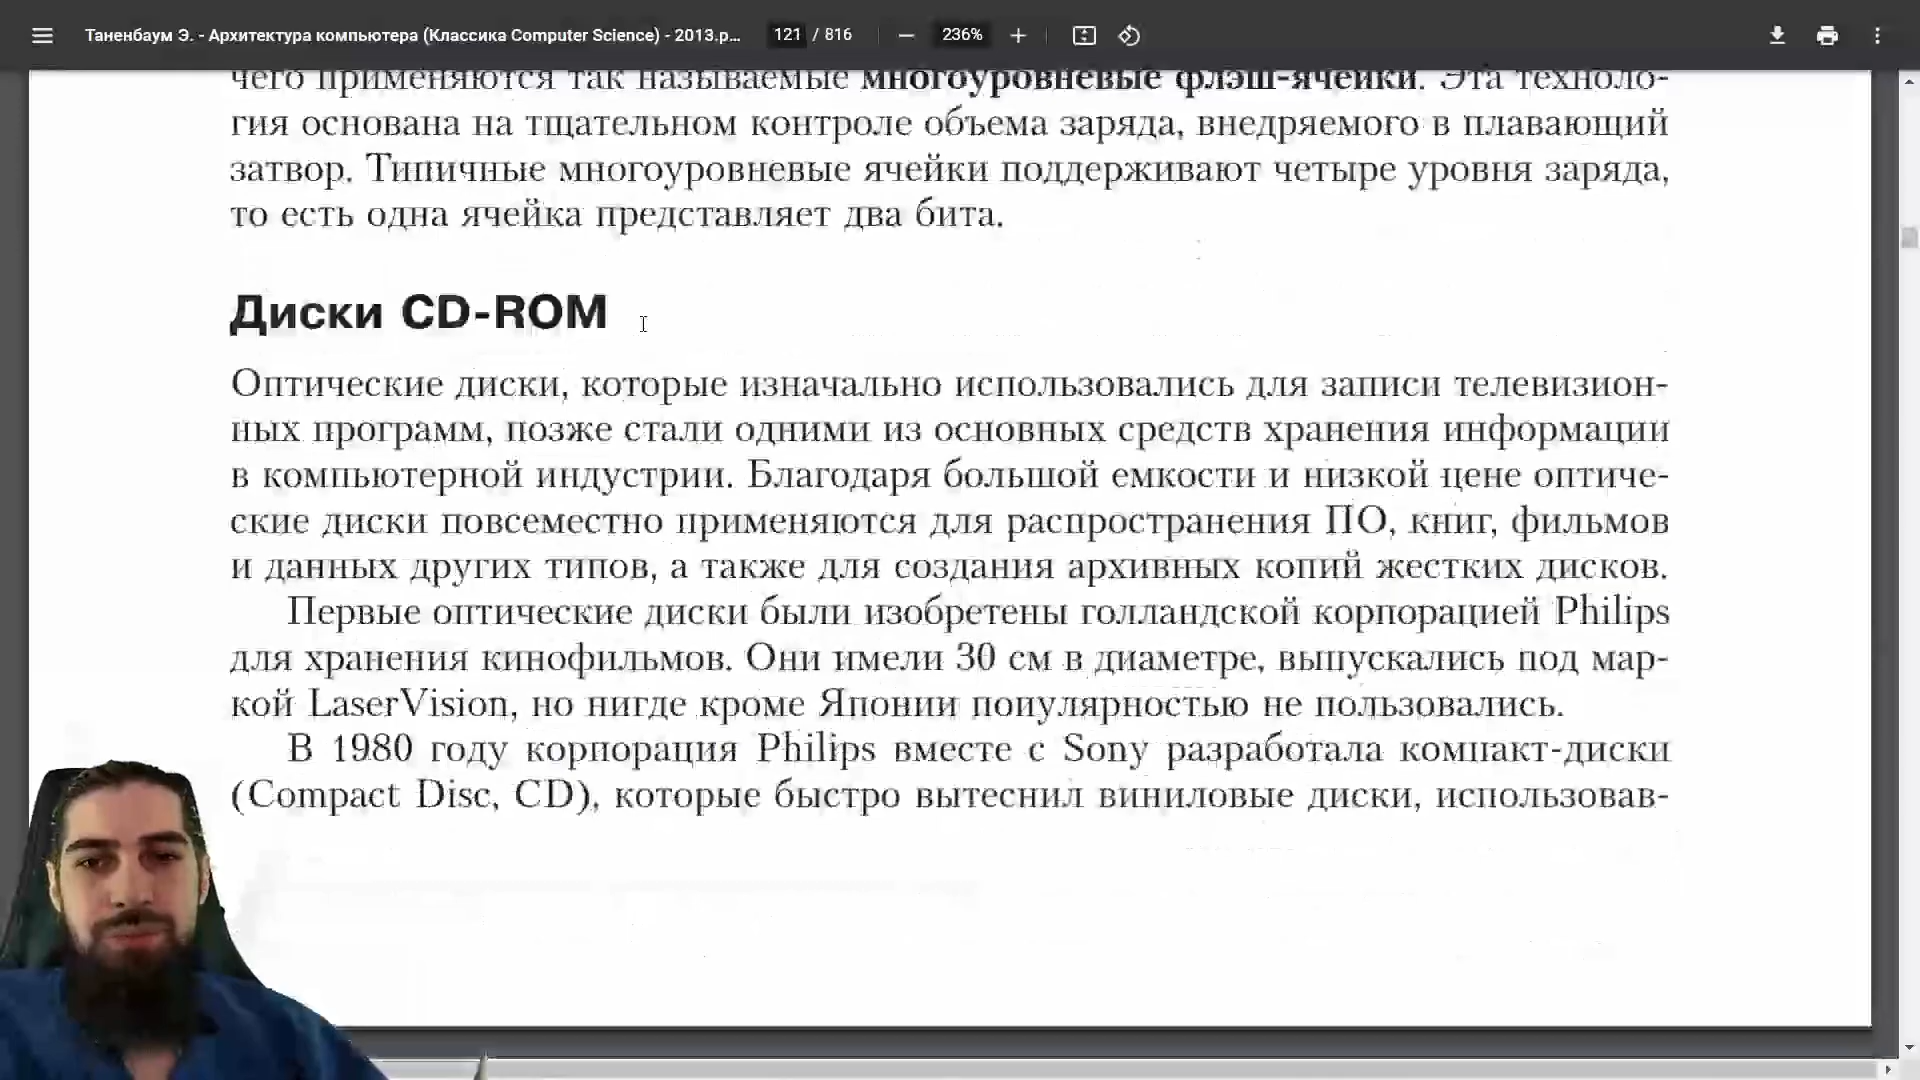 Таненбаум Э. - Архитектура компьютера (Классика Computer Science) - 2013.p... 121 / 816 236%
чего применяются так называемые многоуровневые флэш-ячейки. Эта техноло-
гия основана на тщательном контроле объема заряда, внедряемого в плавающий
затвор. Типичные многоуровневые ячейки поддерживают четыре уровня заряда,
то есть одна ячейка представляет два бита.
Диски CD-ROM
Оптические диски, которые изначально использовались для записи телевизион-
ных программ, позже стали одними из основных средств хранения информации
в компьютерной индустрии. Благодаря большой емкости и низкой цене оптиче-
ские диски повсеместно применяются для распространения ПО, книг, фильмов
и данных других типов, а также для создания архивных копий жестких дисков.
Первые оптические диски были изобретены голландской корпорацией Philips
для хранения кинофильмов. Они имели 30 см в диаметре, выпускались под мар-
кой LaserVision, но нигде кроме Японии популярностью не пользовались.
В 1980 году корпорация Philips вместе с Sony разработала компакт-диски
(Compact Disc, CD), которые быстро вытеснил виниловые диски, использовав-